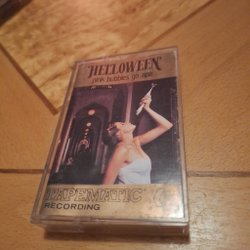 HELLOWEEN
pink bubbles go ape
TAPEMATIC
RECORDING